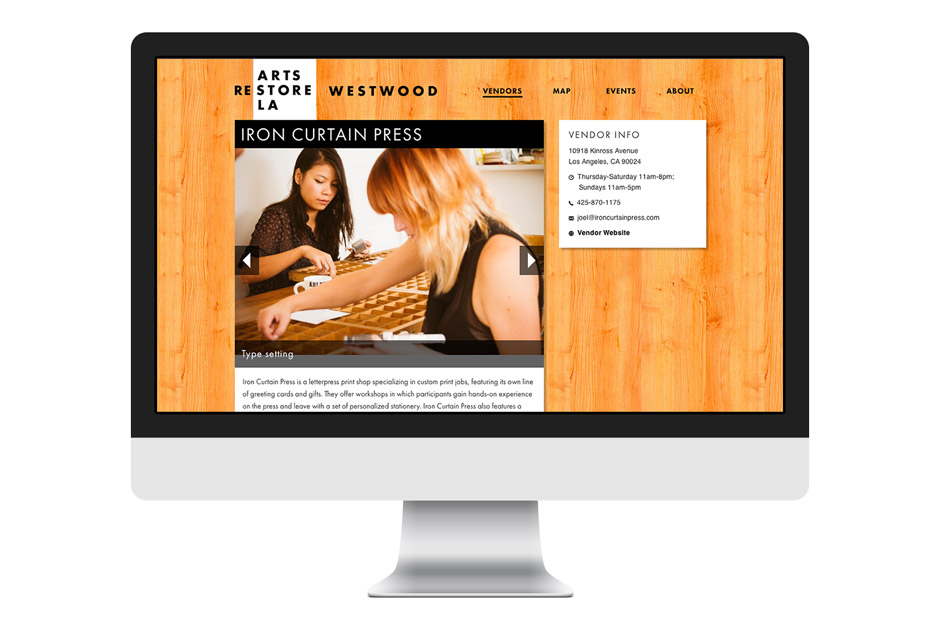 ARTS
RESTORE
LA
WESTWOOD
VENDORS
MAP
EVENTS
ABOUT
IRON CURTAIN PRESS
Type setting
Iron Curtain Press is a letterpress print shop specializing in custom print jobs, featuring its own line
of greeting cards and gifts. They offer workshops in which participants gain hands-on experience
on the press and leave with a set of personalized stationery. Iron Curtain Press also features a
VENDOR INFO
10918 Kinross Avenue
Los Angeles, CA 90024
Thursday-Saturday 11am-8pm;
Sundays 11am-5pm
425-870-1175
joel@ironcurtainpress.com
Vendor Website